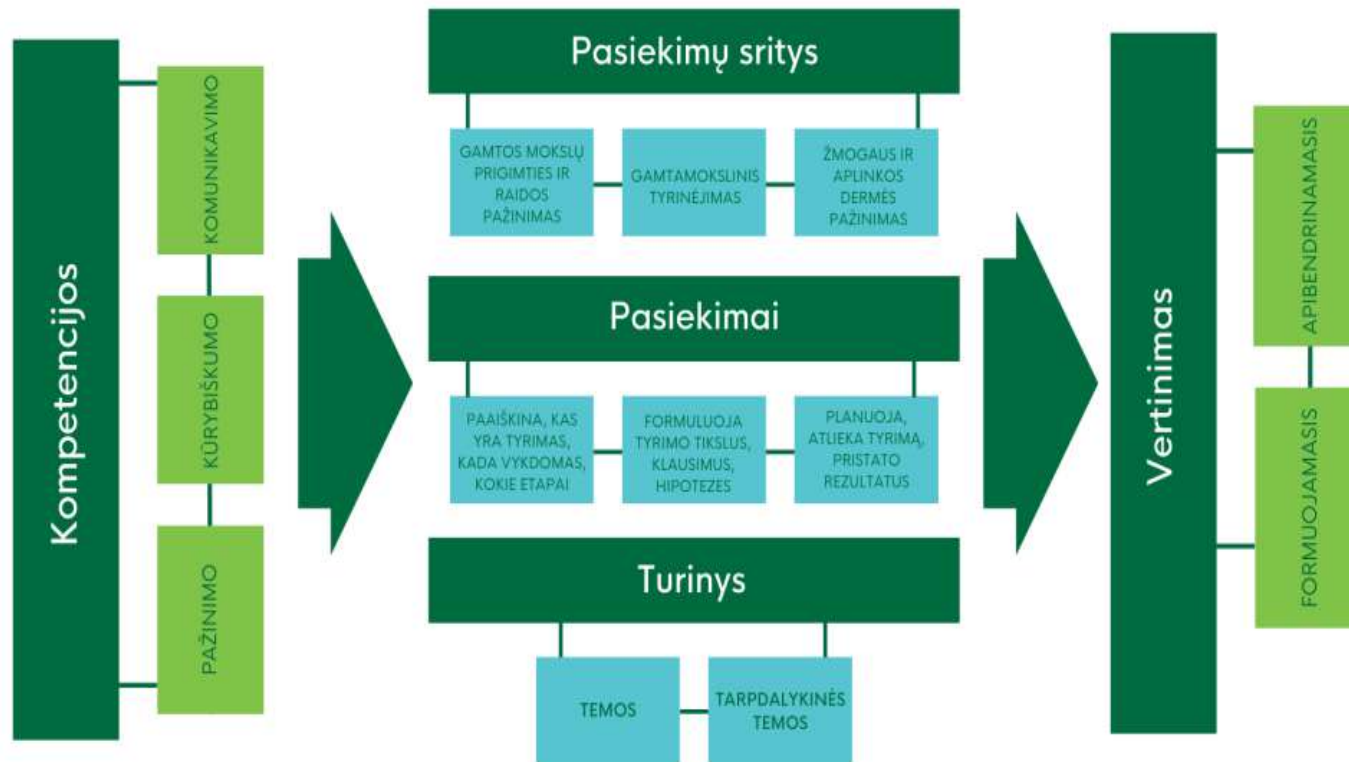 Kompetencijos
KOMUNIKAVIMO
KŪRYBIŠKUMO
PAŽINIMO
Pasiekimų sritys
GAMTOS MOKSLŲ
PRIGIMTIES IR
RAIDOS
PAŽINIMAS
GAMTAMOKSLINIS
TYRINĖJIMAS
ŽMOGAUS IR
APLINKOS
DERMĖS
PAŽINIMAS
Pasiekimai
PAAIŠKINA, KAS
YRA TYRIMAS,
KADA VYKDOMAS,
KOKIE ETAPAI
FORMULUOJA
TYRIMO TIKSLUS,
KLAUSIMUS,
HIPOTEZES
PLANUOJA,
ATLIEKA TYRIMĄ,
PRISTATO
REZULTATUS
Turinys
TEMOS
TARPDALYKINĖS
TEMOS
Vertinimas
APIBENDRINAMASIS
FORMUOJAMASIS